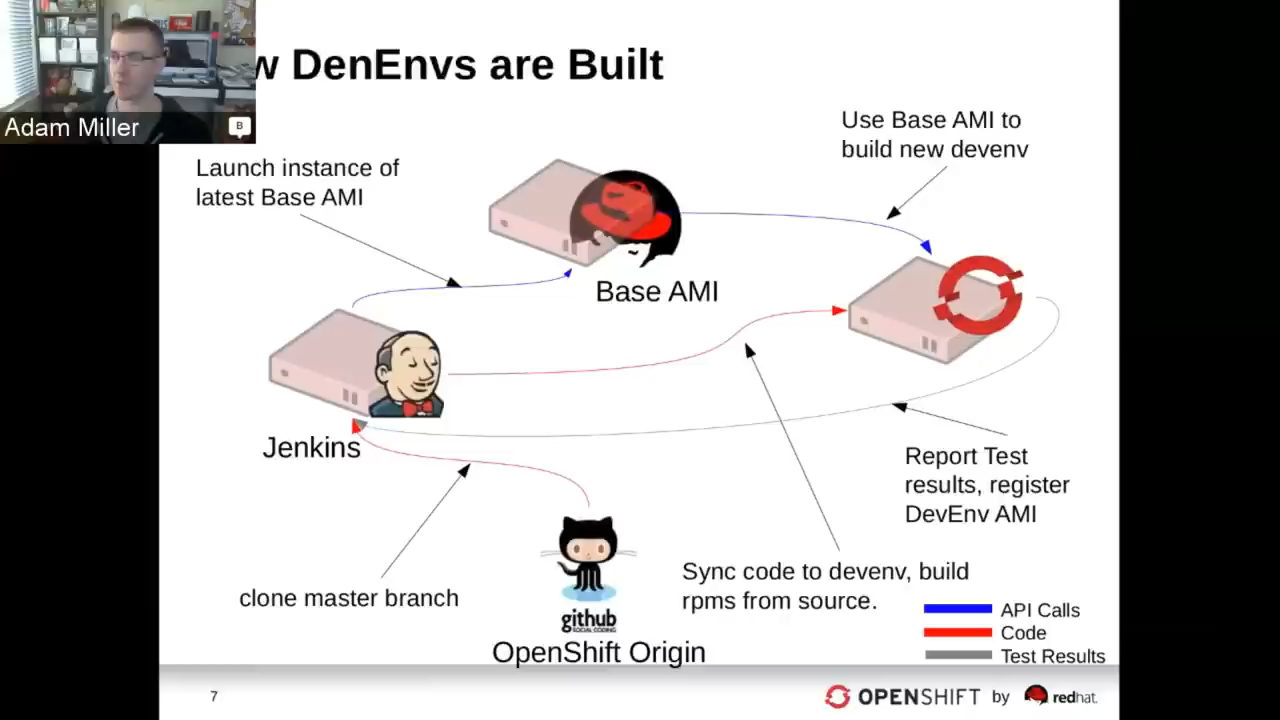 w DenEnvs are Built
Adam Miller
B
Use Base AMI to
build new devenv
Launch instance of
latest Base AMI
Base AMI
Jenkins
Report Test
results, register
DevEnv AMI
Sync code to devenv, build
rpms from source.
clone master branch
github
SOCIAL CODING
OpenShift Origin
API Calls
Code
Test Results
7
OPENSHIFT by redhat.